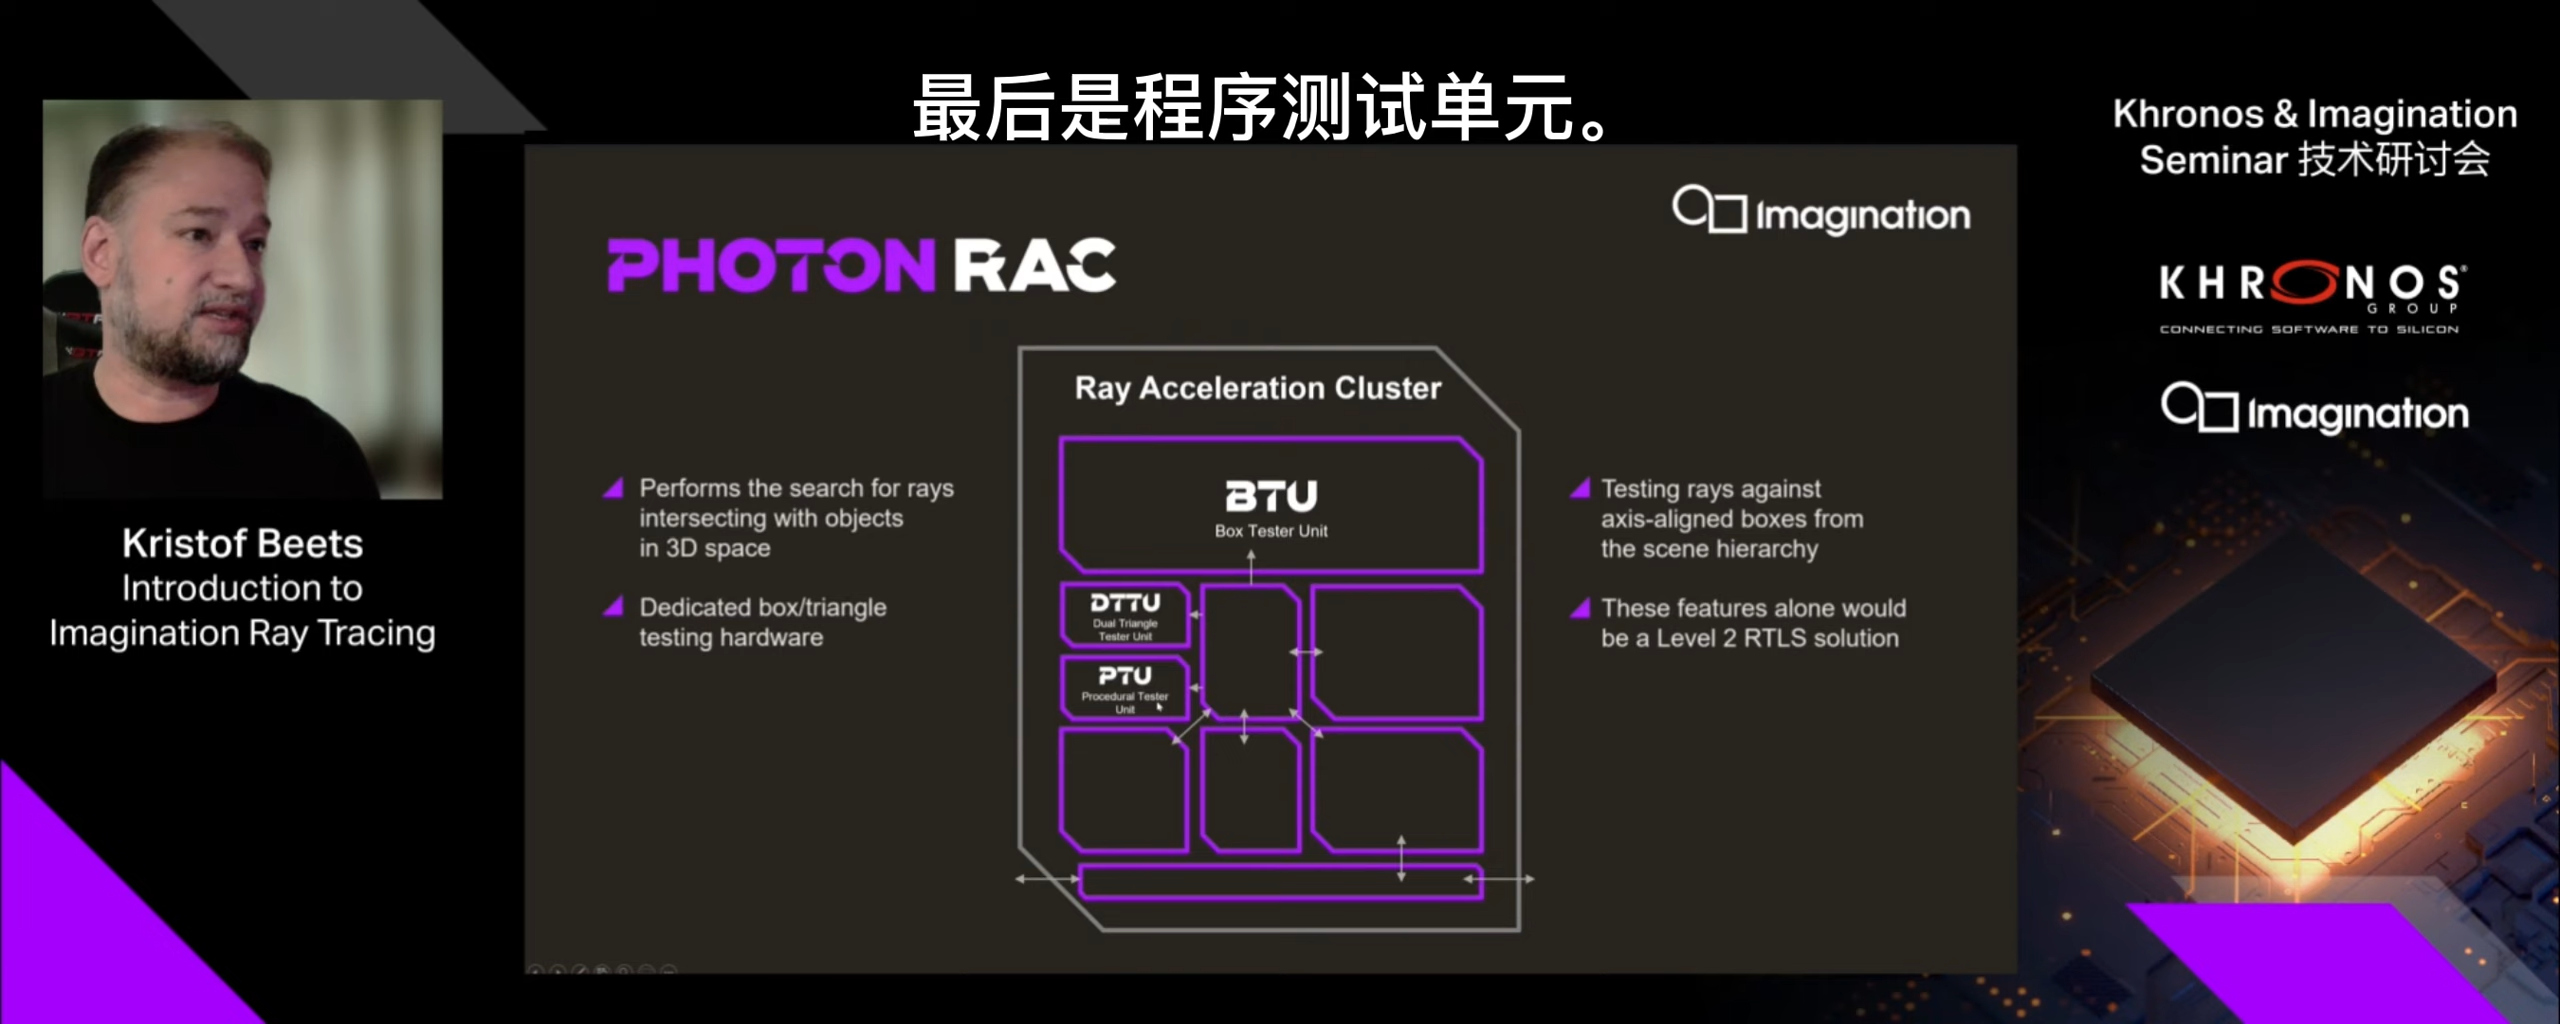 最后是程序测试单元。
Kristof Beets
Introduction to
Imagination Ray Tracing
Imagination
PHOTON RAC
Performs the search for rays
intersecting with objects
in 3D space
Dedicated box/triangle
testing hardware
Ray Acceleration Cluster
BTU
Box Tester Unit
DTTU
Dual Triangle
Tester Unit
PTU
Procedural Tester
Unit
Testing rays against
axis-aligned boxes from
the scene hierarchy
These features alone would
be a Level 2 RTLS solution
Khronos & Imagination
Seminar 技术研讨会
KHRONOS®
GROUP
CONNECTING SOFTWARE TO SILICON
Imagination